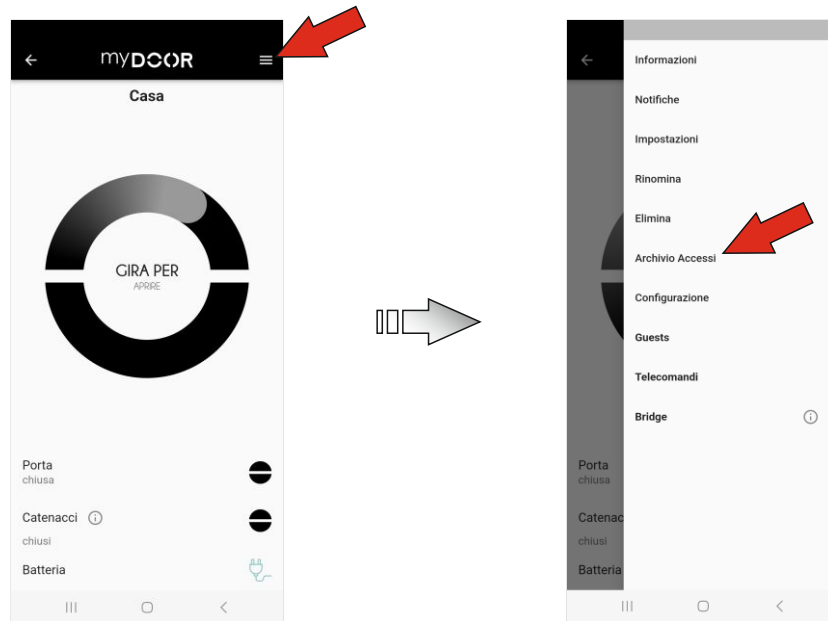 myDOOR
Casa
GIRA PER
APRIRE
Porta
chiusa
Catenacci
chiusi
Batteria
Informazioni
Notifiche
Impostazioni
Rinomina
Elimina
Archivio Accessi
Configurazione
Guests
Telecomandi
Bridge
Porta
chiusa
Catenac
chiusi
Batteria